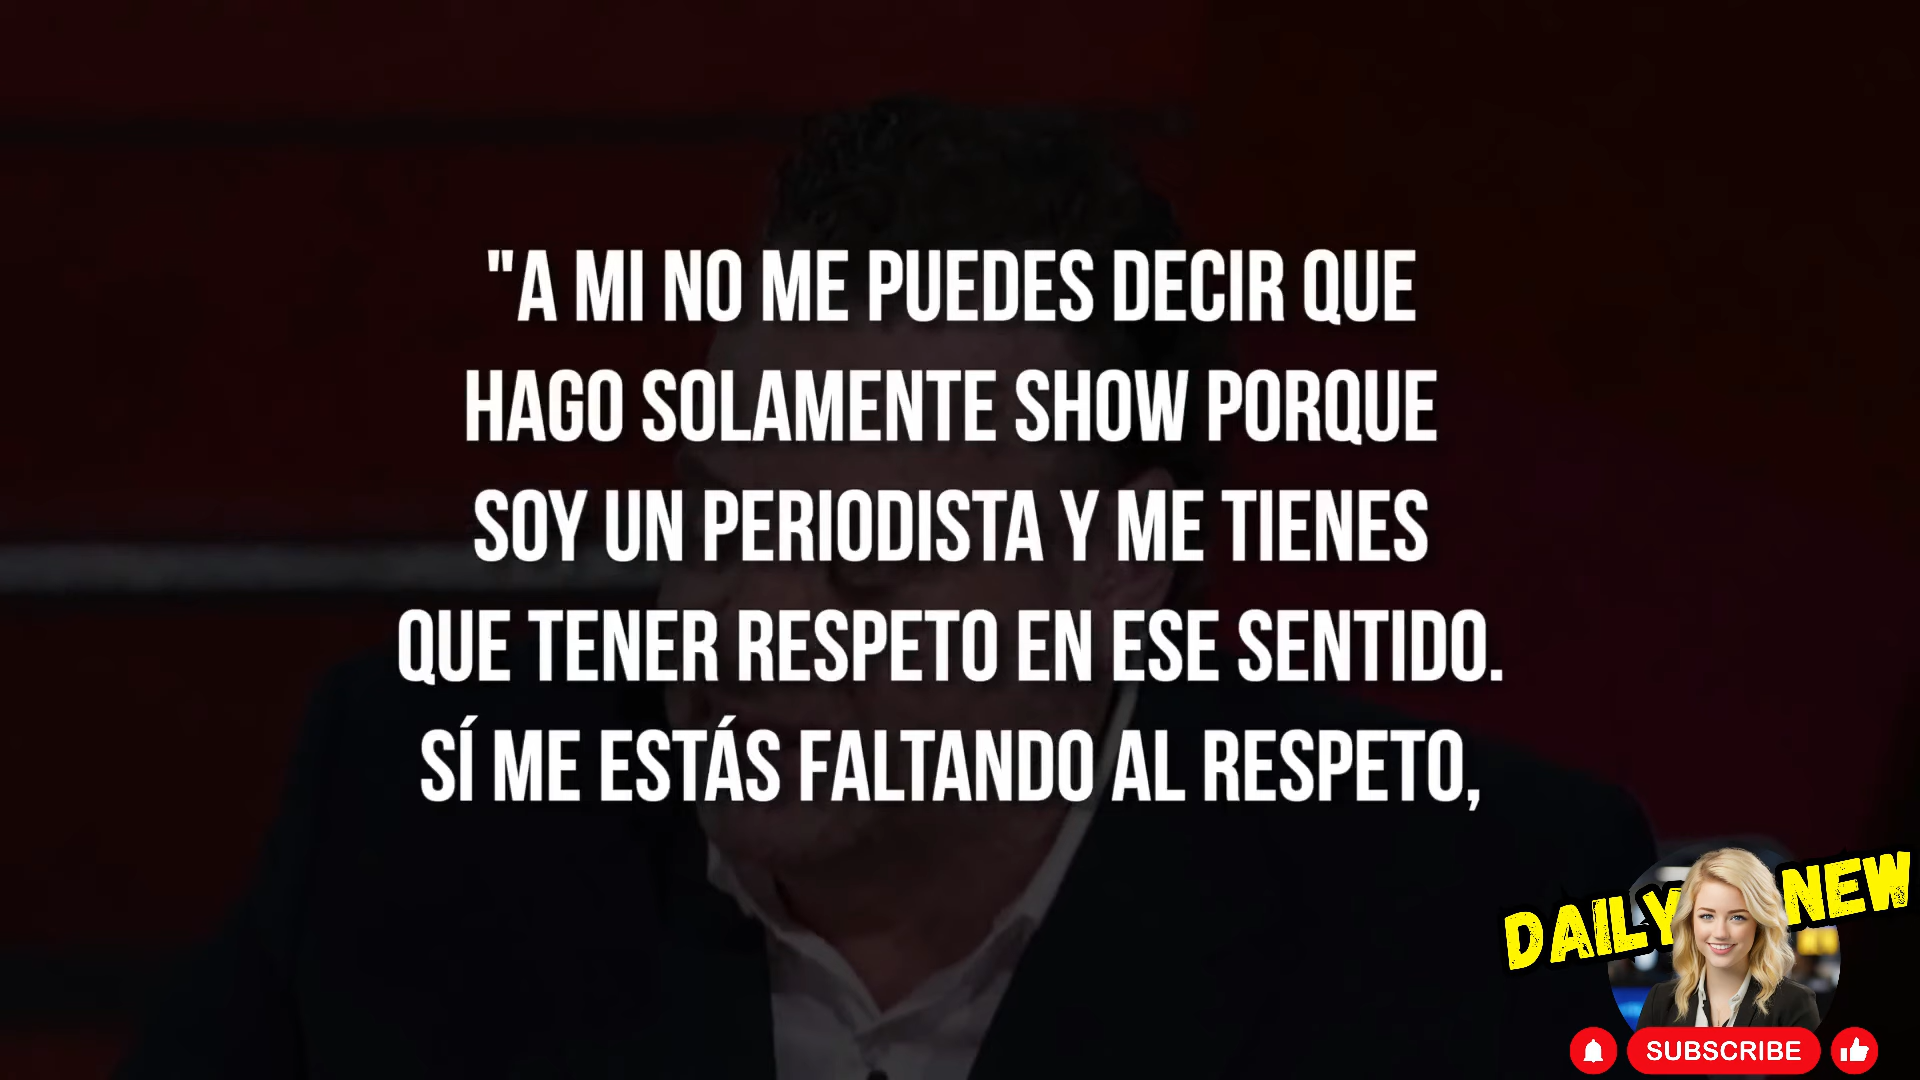 "A MI NO ME PUEDES DECIR QUE
HAGO SOLAMENTE SHOW PORQUE
SOY UN PERIODISTA Y ME TIENES
QUE TENER RESPETO EN ESE SENTIDO.
SÍ ME ESTÁS FALTANDO AL RESPETO,
DAILY NEW
SUBSCRIBE